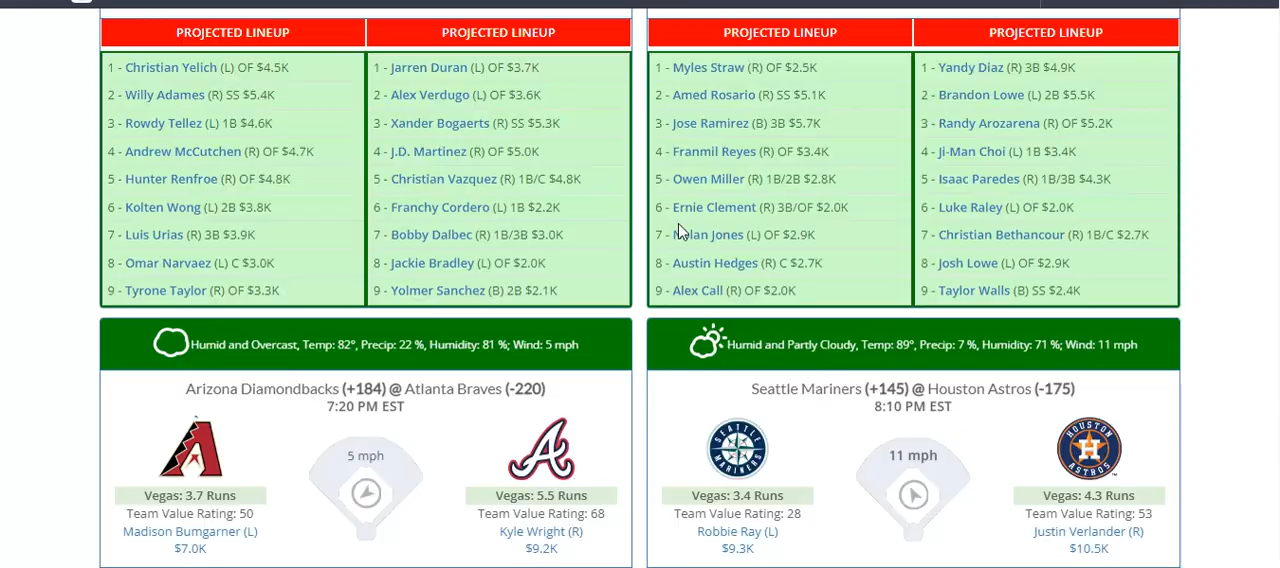 PROJECTED LINEUP
1 - Christian Yelich (L) OF $4.5K
2 - Willy Adames (R) SS $5.4K
3 - Rowdy Tellez (L) 1B $4.6K
4 - Andrew McCutchen (R) OF $4.7K
5 - Hunter Renfroe (R) OF $4.8K
6 - Kolten Wong (L) 2B $3.8K
7 - Luis Urias (R) 3B $3.9K
8 - Omar Narvaez (L) C $3.0K
9 - Tyrone Taylor (R) OF $3.3K
PROJECTED LINEUP
1 - Jarren Duran (L) OF $3.7K
2 - Alex Verdugo (L) OF $3.6K
3 - Xander Bogaerts (R) SS $5.3K
4 - J.D. Martinez (R) OF $5.0K
5 - Christian Vazquez (R) 1B/C $4.8K
6 - Franchy Cordero (L) 1B $2.2K
7 - Bobby Dalbec (R) 1B/3B $3.0K
8 - Jackie Bradley (L) OF $2.0K
9 - Yolmer Sanchez (B) 2B $2.1K
PROJECTED LINEUP
1 - Myles Straw (R) OF $2.5K
2 - Amed Rosario (R) SS $5.1K
3 - Jose Ramirez (B) 3B $5.7K
4 - Franmil Reyes (R) OF $3.4K
5 - Owen Miller (R) 1B/2B $2.8K
6 - Ernie Clement (R) 3B/OF $2.0K
7 - Nolan Jones (L) OF $2.9K
8 - Austin Hedges (R) C $2.7K
9 - Alex Call (R) OF $2.0K
PROJECTED LINEUP
1 - Yandy Diaz (R) 3B $4.9K
2 - Brandon Lowe (L) 2B $5.5K
3 - Randy Arozarena (R) OF $5.2K
4 - Ji-Man Choi (L) 1B $3.4K
5 - Isaac Paredes (R) 1B/3B $4.3K
6 - Luke Raley (L) OF $2.0K
7 - Christian Bethancour (R) 1B/C $2.7K
8 - Josh Lowe (L) OF $2.9K
9 - Taylor Walls (B) SS $2.4K
Humid and Overcast, Temp: 82°, Precip: 22 %, Humidity: 81 %; Wind: 5 mph
Arizona Diamondbacks (+184) @ Atlanta Braves (-220)
7:20 PM EST
A
Vegas: 3.7 Runs
Team Value Rating: 50
Madison Bumgarner (L)
$7.0K
5 mph
A
Vegas: 5.5 Runs
Team Value Rating: 68
Kyle Wright (R)
$9.2K
Humid and Partly Cloudy, Temp: 89°, Precip: 7 %, Humidity: 71 %; Wind: 11 mph
Seattle Mariners (+145) @ Houston Astros (-175)
8:10 PM EST
SEATTLE
MARINERS
Vegas: 3.4 Runs
Team Value Rating: 28
Robbie Ray (L)
$9.3K
11 mph
HOUSTON
H
ASTROS
Vegas: 4.3 Runs
Team Value Rating: 53
Justin Verlander (R)
$10.5K